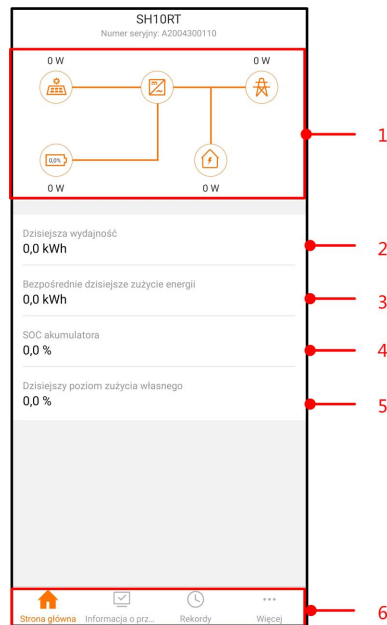 SH10RT
Numer seryjny: A2004300110
0 W
0 W
1
0,0%
0 W
0 W
Dzisiejsza wydajność
0,0 kWh
2
Bezpośrednie dzisiejsze zużycie energii
0,0 kWh
3
SOC akumulatora
0,0 %
4
Dzisiejszy poziom zużycia własnego
0,0 %
5
Strona główna Informacja o prz... Rekordy Więcej
6